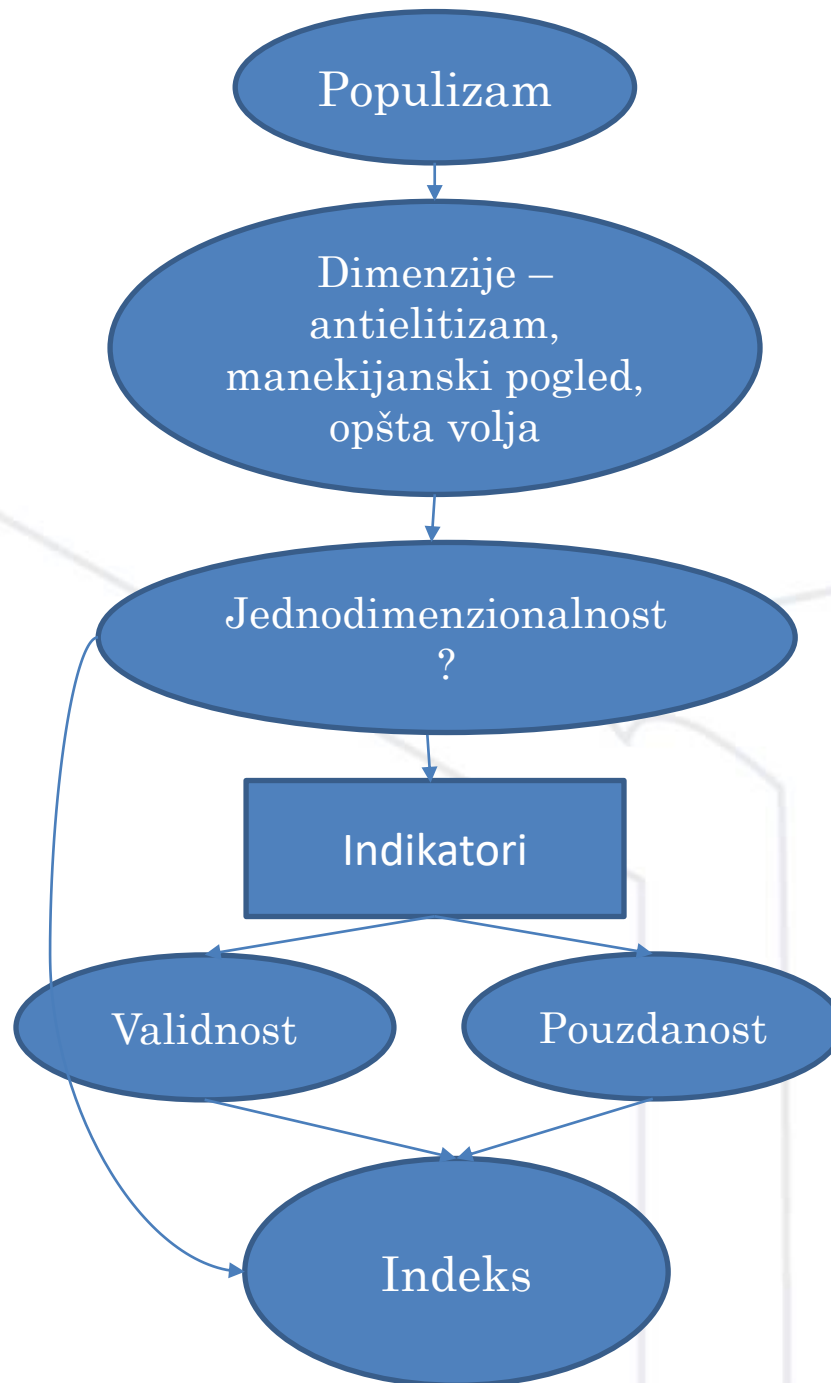 Populizam
Dimenzije –
antielitizam,
manekijanski pogled,
opšta volja
Jednodimenzionalnost
?
Indikatori
Validnost
Pouzdanost
Indeks